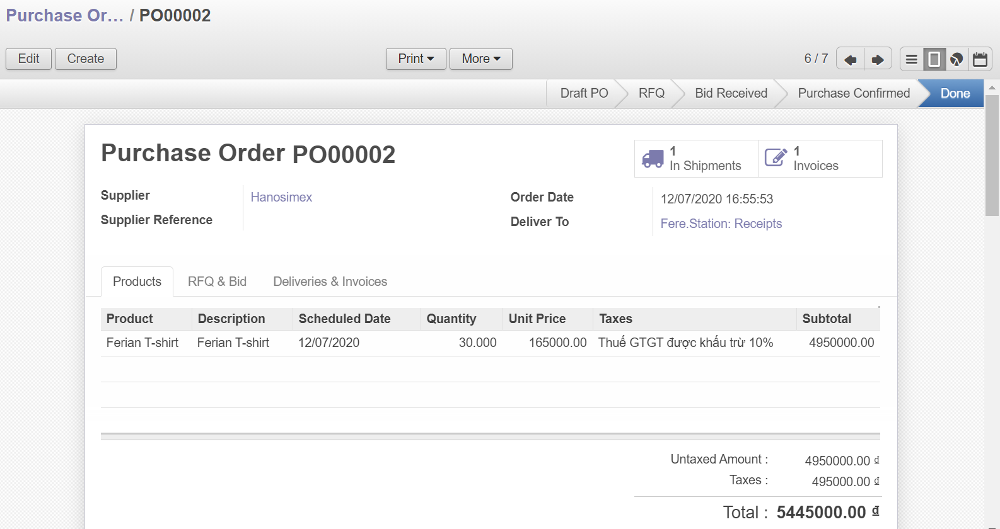 Purchase Or... / PO00002
Edit Create Print More 6 / 7
Draft PO RFQ Bid Received Purchase Confirmed Done
Purchase Order PO00002
1 In Shipments
1 Invoices
Supplier Hanosimex
Supplier Reference
Order Date 12/07/2020 16:55:53
Deliver To Fere.Station: Receipts
Products RFQ & Bid Deliveries & Invoices
Product Description Scheduled Date Quantity Unit Price Taxes Subtotal
Ferian T-shirt Ferian T-shirt 12/07/2020 30.000 165000.00 Thuế GTGT được khấu trừ 10% 4950000.00
Untaxed Amount : 4950000.00 ₫
Taxes : 495000.00 ₫
Total : 5445000.00 ₫